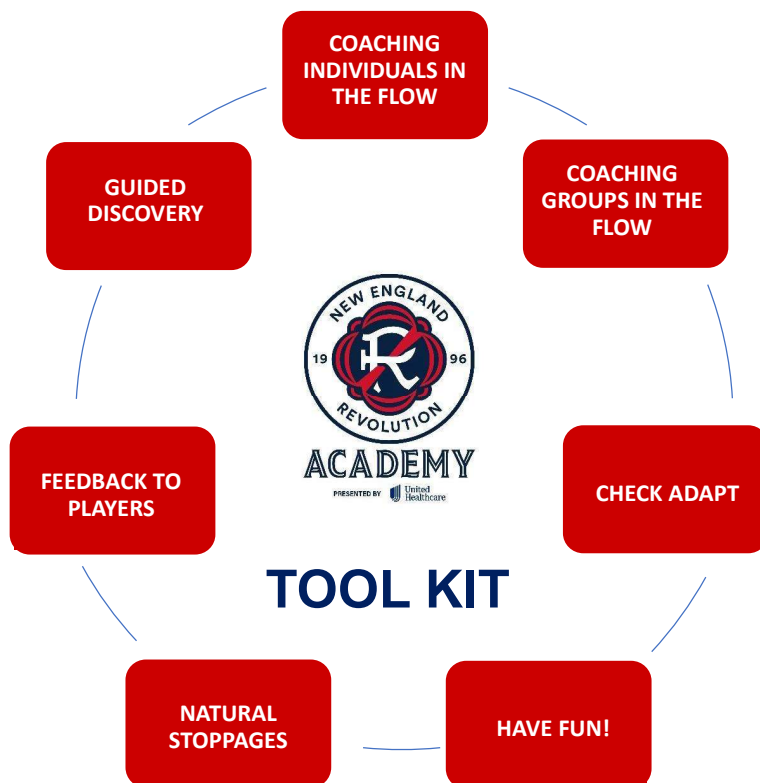 COACHING
INDIVIDUALS IN
THE FLOW
COACHING
GROUPS IN THE
FLOW
CHECK ADAPT
HAVE FUN!
NATURAL
STOPPAGES
FEEDBACK TO
PLAYERS
GUIDED
DISCOVERY
NEW ENGLAND
19 96
R
REVOLUTION
ACADEMY
PRESENTED BY United
Healthcare
TOOL KIT